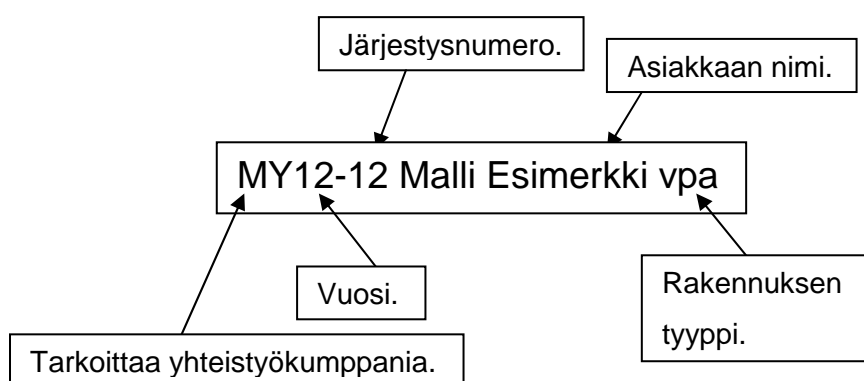 Järjestysnumero.
Asiakkaan nimi.
MY12-12 Malli Esimerkki vpa
Vuosi.
Rakennuksen
tyyppi.
Tarkoittaa yhteistyökumppania.